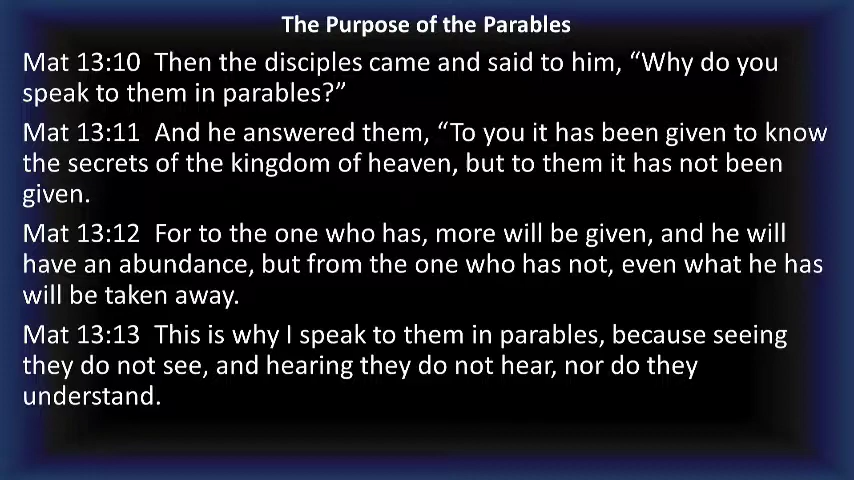 The Purpose of the Parables
Mat 13:10  Then the disciples came and said to him, “Why do you
speak to them in parables?”
Mat 13:11  And he answered them, “To you it has been given to know
the secrets of the kingdom of heaven, but to them it has not been
given.
Mat 13:12  For to the one who has, more will be given, and he will
have an abundance, but from the one who has not, even what he has
will be taken away.
Mat 13:13  This is why I speak to them in parables, because seeing
they do not see, and hearing they do not hear, nor do they
understand.